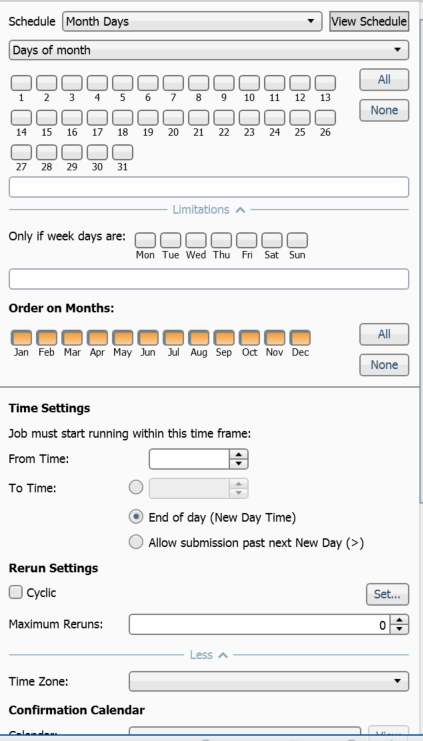 Schedule Month Days View Schedule
Days of month
All
1 2 3 4 5 6 7 8 9 10 11 12 13
None
14 15 16 17 18 19 20 21 22 23 24 25 26
27 28 29 30 31
Limitations
Only if week days are:
Mon Tue Wed Thu Fri Sat Sun
Order on Months:
All
Jan Feb Mar Apr May Jun Jul Aug Sep Oct Nov Dec
None
Time Settings
Job must start running within this time frame:
From Time:
To Time:
End of day (New Day Time)
Allow submission past next New Day (>)
Rerun Settings
Cyclic Set...
Maximum Reruns: 0
Less
Time Zone:
Confirmation Calendar
Calendar: View